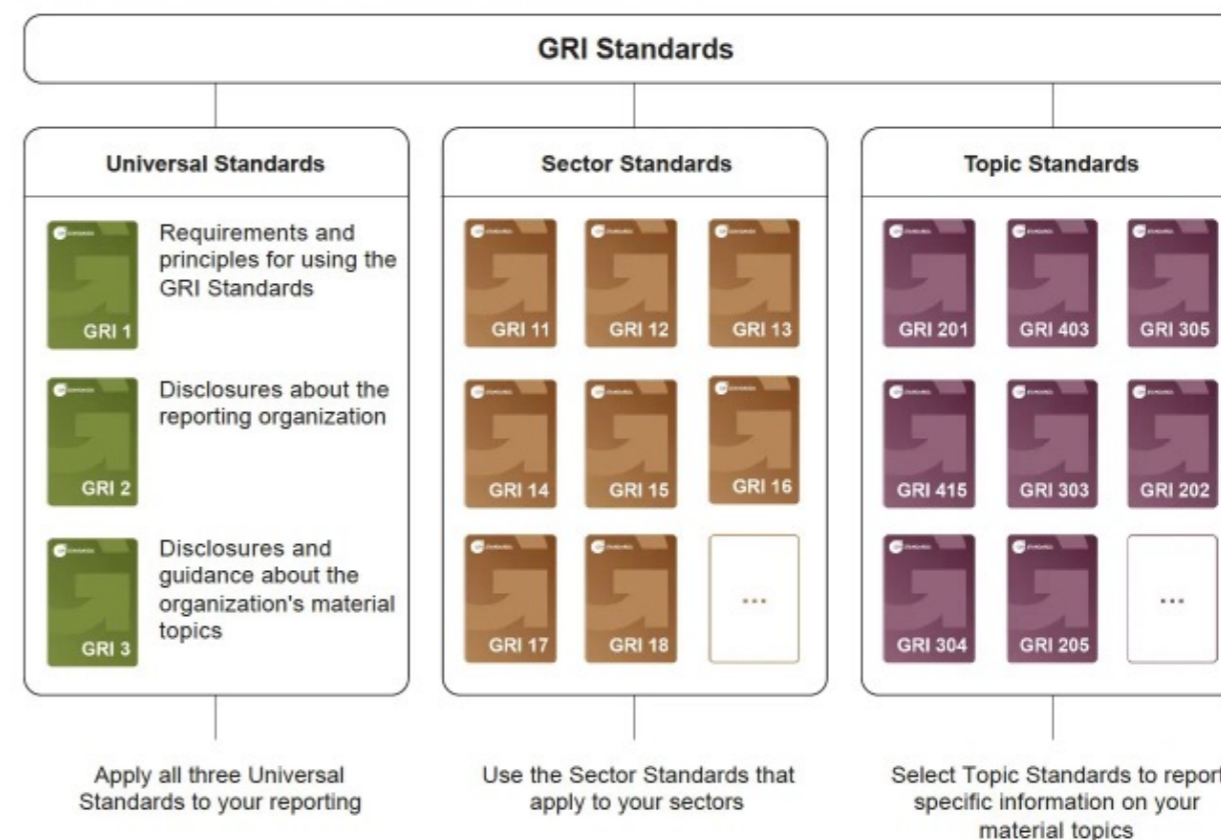 GRI Standards
Universal Standards
GRI 1
Requirements and
principles for using the
GRI Standards
GRI 2
Disclosures about the
reporting organization
GRI 3
Disclosures and
guidance about the
organization's material
topics
Apply all three Universal
Standards to your reporting
Sector Standards
GRI 11
GRI 12
GRI 13
GRI 14
GRI 15
GRI 16
GRI 17
GRI 18
...
Use the Sector Standards that
apply to your sectors
Topic Standards
GRI 201
GRI 403
GRI 305
GRI 415
GRI 303
GRI 202
GRI 304
GRI 205
...
Select Topic Standards to report
specific information on your
material topics